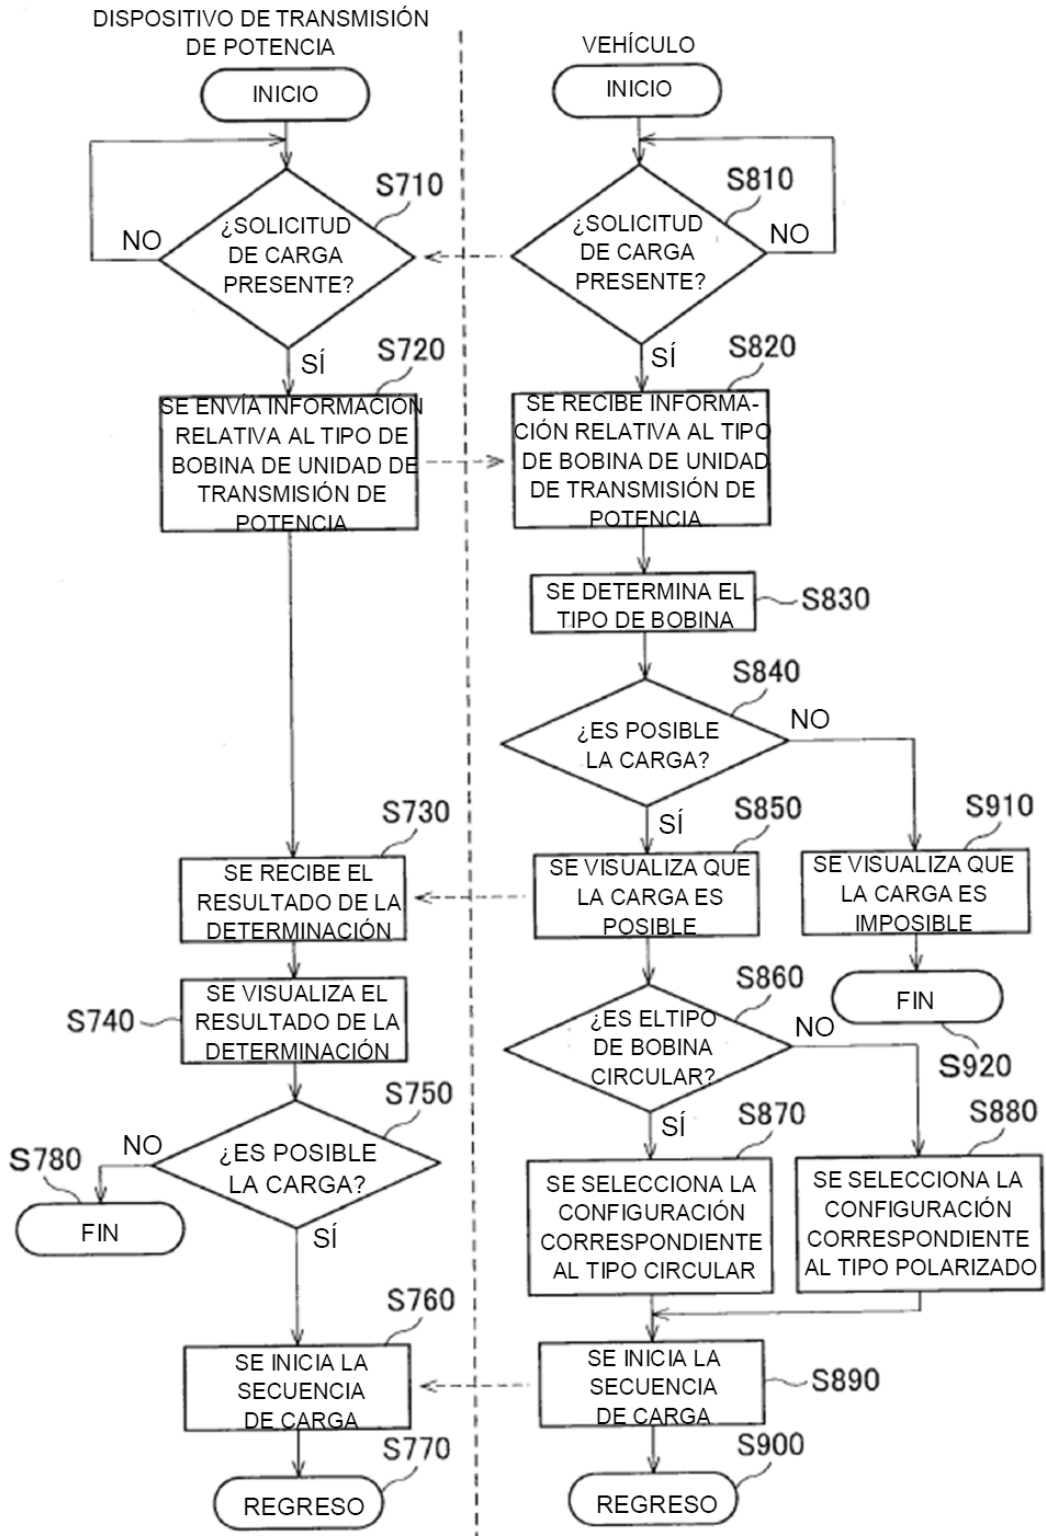 DISPOSITIVO DE TRANSMISIÓN
DE POTENCIA
INICIO
S710
¿SOLICITUD
DE CARGA
PRESENTE?
NO
SÍ
S720
SE ENVÍA INFORMACIÓN
RELATIVA AL TIPO DE
BOBINA DE UNIDAD DE
TRANSMISIÓN DE
POTENCIA
S730
SE RECIBE EL
RESULTADO DE LA
DETERMINACIÓN
S740
SE VISUALIZA EL
RESULTADO DE LA
DETERMINACIÓN
S750
¿ES POSIBLE
LA CARGA?
NO
S780
FIN
SÍ
S760
SE INICIA LA
SECUENCIA
DE CARGA
S770
REGRESO
VEHÍCULO
INICIO
S810
¿SOLICITUD
DE CARGA
PRESENTE?
NO
SÍ
S820
SE RECIBE INFORMA-
CIÓN RELATIVA AL TIPO
DE BOBINA DE UNIDAD
DE TRANSMISIÓN DE
POTENCIA
SE DETERMINA EL
TIPO DE BOBINA
S830
S840
¿ES POSIBLE
LA CARGA?
NO
SÍ
S850
SE VISUALIZA QUE
LA CARGA ES
POSIBLE
S910
SE VISUALIZA QUE
LA CARGA ES
IMPOSIBLE
FIN
S920
S860
¿ES ELTIPO
DE BOBINA
CIRCULAR?
NO
SÍ
S870
SE SELECCIONA LA
CONFIGURACIÓN
CORRESPONDIENTE
AL TIPO CIRCULAR
S880
SE SELECCIONA LA
CONFIGURACIÓN
CORRESPONDIENTE
AL TIPO POLARIZADO
SE INICIA LA
SECUENCIA
DE CARGA
S890
S900
REGRESO